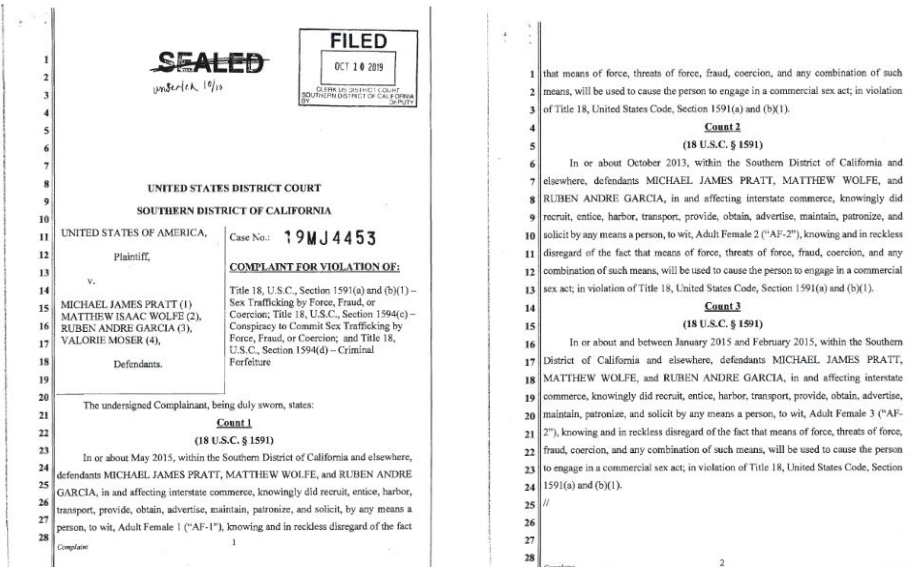 SEALED
FILED
OCT 10 2019
CLERK US DISTRICT COURT
SOUTHERN DISTRICT OF CALIFORNIA
BY DEPUTY
1
2
3
4
5
6
7
8 UNITED STATES DISTRICT COURT
9 SOUTHERN DISTRICT OF CALIFORNIA
10
11 UNITED STATES OF AMERICA,
12 Plaintiff,
13 v.
14
15 MICHAEL JAMES PRATT (1)
16 MATTHEW ISAAC WOLFE (2),
RUBEN ANDRE GARCIA (3),
17 VALORIE MOSER (4),
18 Defendants.
19
Case No.: 19MJ4453
COMPLAINT FOR VIOLATION OF:
Title 18, U.S.C., Section 1591(a) and (b)(1) –
Sex Trafficking by Force, Fraud, or
Coercion; Title 18, U.S.C., Section 1594(c) –
Conspiracy to Commit Sex Trafficking by
Force, Fraud, or Coercion; and Title 18,
U.S.C., Section 1594(d) – Criminal
Forfeiture
20
21 The undersigned Complainant, being duly sworn, states:
22 Count 1
23 (18 U.S.C. § 1591)
24 In or about May 2015, within the Southern District of California and elsewhere,
25 defendants MICHAEL JAMES PRATT, MATTHEW WOLFE, and RUBEN ANDRE
26 GARCIA, in and affecting interstate commerce, knowingly did recruit, entice, harbor,
27 transport, provide, obtain, advertise, maintain, patronize, and solicit, by any means a
28 person, to wit, Adult Female 1 ("AF-1"), knowing and in reckless disregard of the fact
Complaint
1
1 that means of force, threats of force, fraud, coercion, and any combination of such
2 means, will be used to cause the person to engage in a commercial sex act; in violation
3 of Title 18, United States Code, Section 1591(a) and (b)(1).
4 Count 2
5 (18 U.S.C. § 1591)
6 In or about October 2013, within the Southern District of California and
7 elsewhere, defendants MICHAEL JAMES PRATT, MATTHEW WOLFE, and
8 RUBEN ANDRE GARCIA, in and affecting interstate commerce, knowingly did
9 recruit, entice, harbor, transport, provide, obtain, advertise, maintain, patronize, and
10 solicit by any means a person, to wit, Adult Female 2 ("AF-2"), knowing and in reckless
11 disregard of the fact that means of force, threats of force, fraud, coercion, and any
12 combination of such means, will be used to cause the person to engage in a commercial
13 sex act; in violation of Title 18, United States Code, Section 1591(a) and (b)(1).
14 Count 3
15 (18 U.S.C. § 1591)
16 In or about and between January 2015 and February 2015, within the Southern
17 District of California and elsewhere, defendants MICHAEL JAMES PRATT,
18 MATTHEW WOLFE, and RUBEN ANDRE GARCIA, in and affecting interstate
19 commerce, knowingly did recruit, entice, harbor, transport, provide, obtain, advertise,
20 maintain, patronize, and solicit by any means a person, to wit, Adult Female 3 ("AF-
21 2"), knowing and in reckless disregard of the fact that means of force, threats of force,
22 fraud, coercion, and any combination of such means, will be used to cause the person
23 to engage in a commercial sex act; in violation of Title 18, United States Code, Section
24 1591(a) and (b)(1).
25 //
26
27
28
2